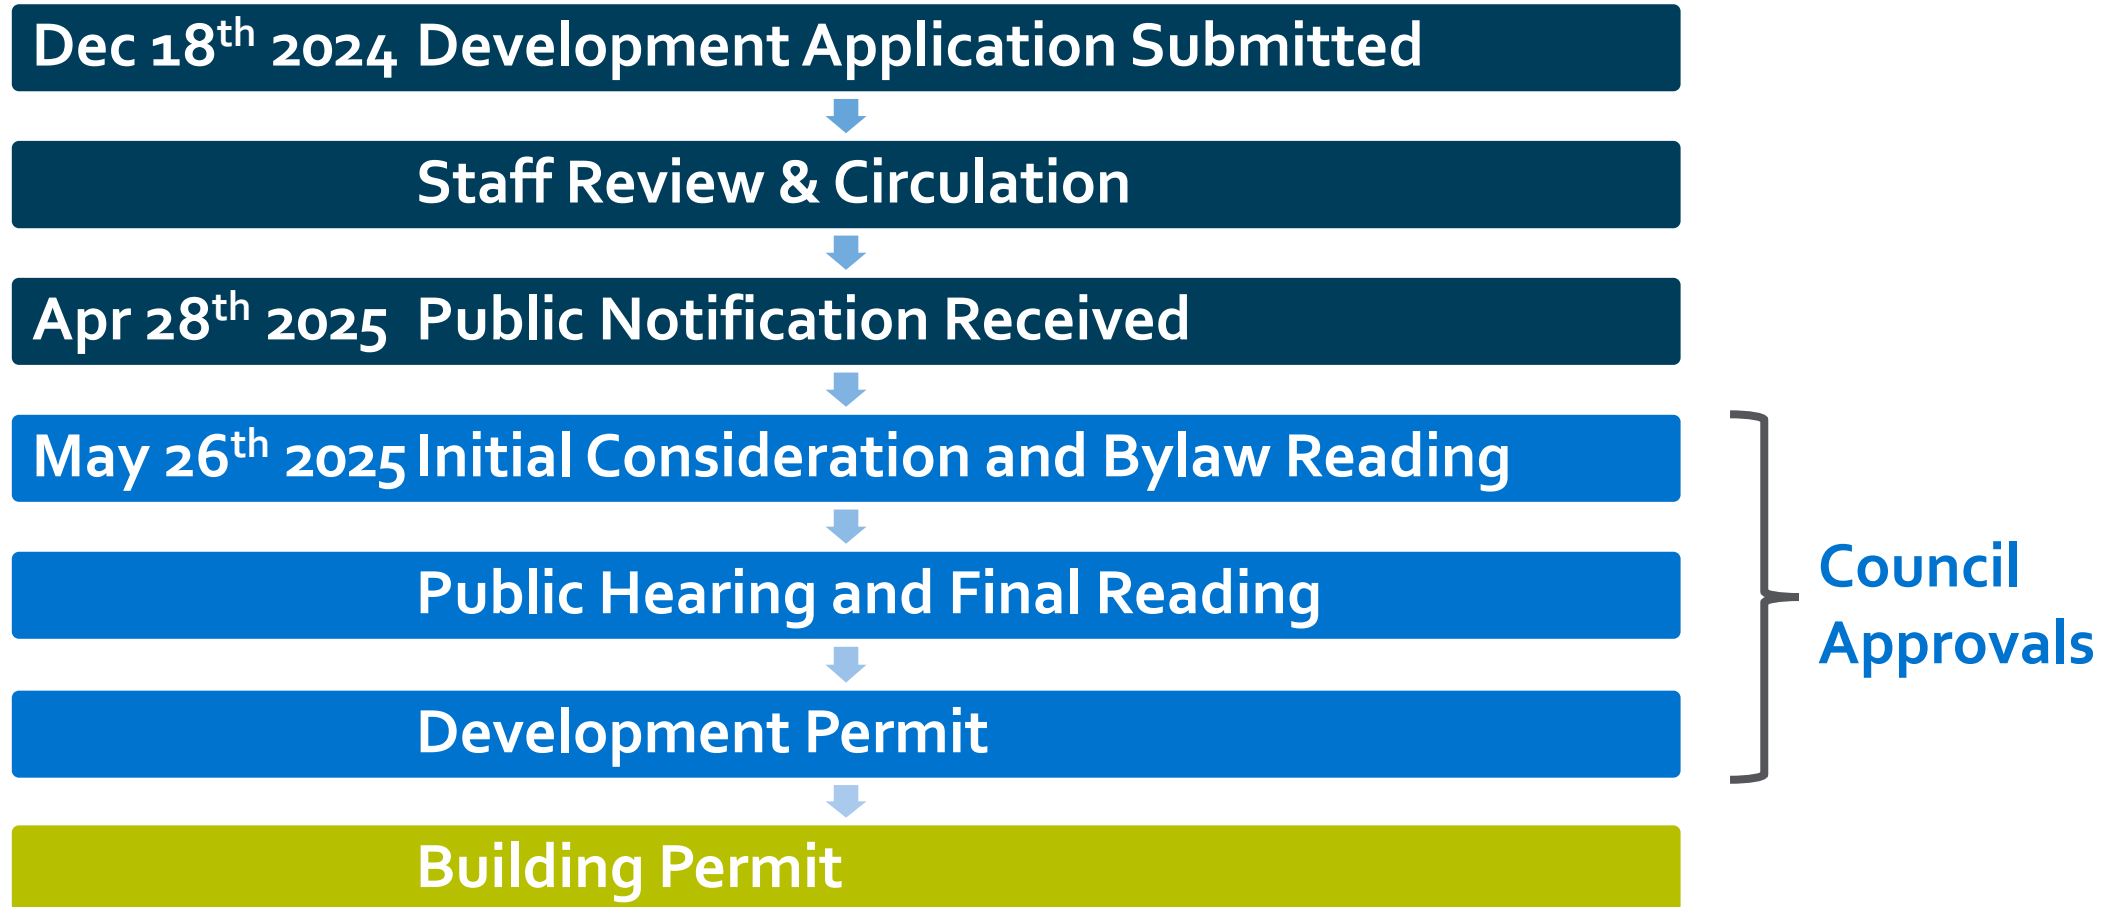 Dec 18th 2024 Development Application Submitted
Staff Review & Circulation
Apr 28th 2025 Public Notification Received
May 26th 2025 Initial Consideration and Bylaw Reading
Public Hearing and Final Reading
Development Permit
Building Permit
Council
Approvals